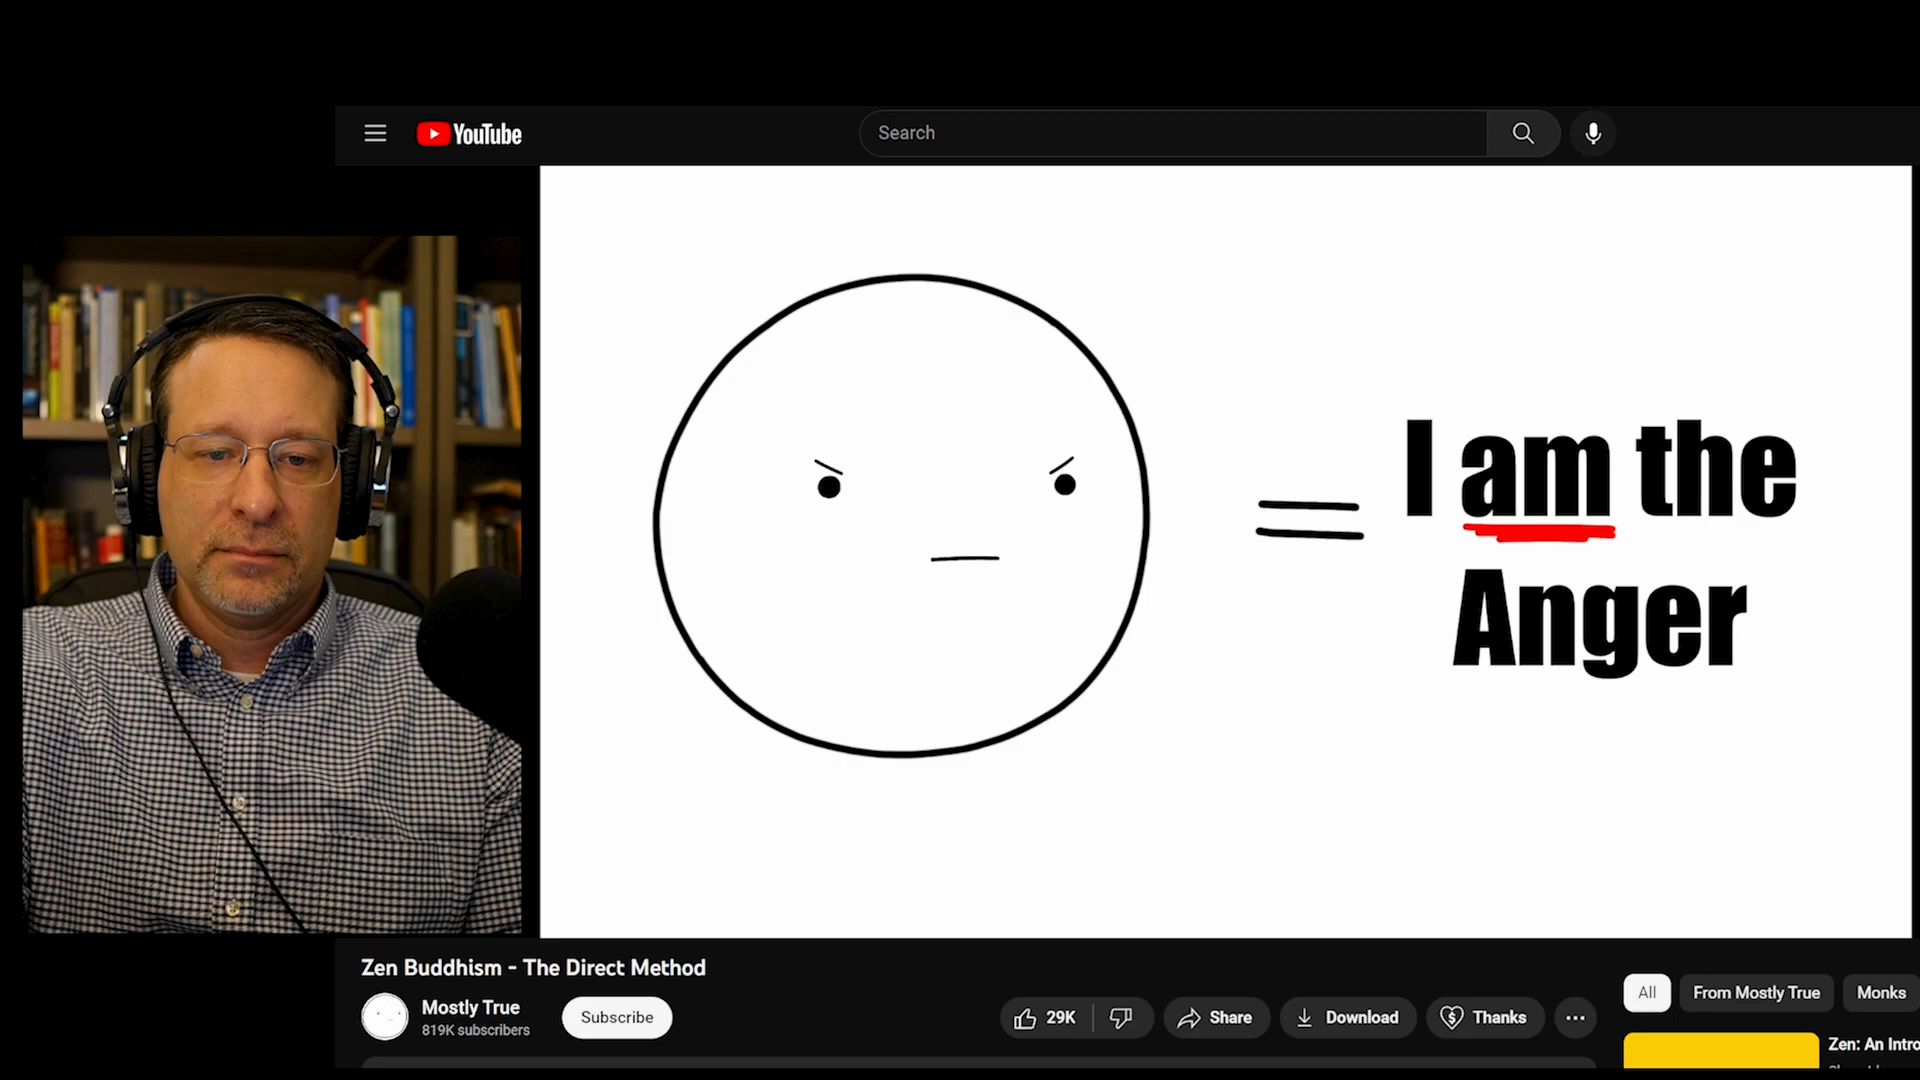 YouTube
Search
I am the
Anger
Zen Buddhism - The Direct Method
Mostly True
819K subscribers
Subscribe
29K
Share
Download
Thanks
All
From Mostly True
Monks
Zen: An Intro